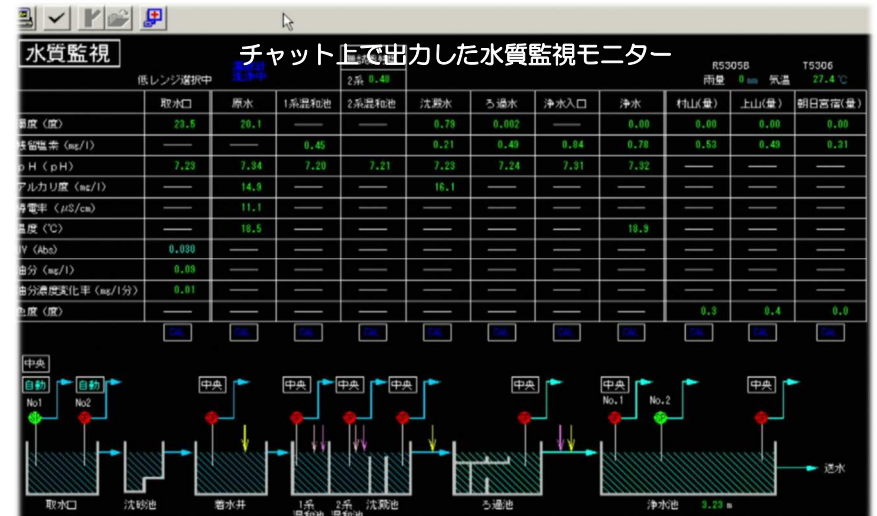 水質監視
チャット上で出力した水質監視モニター
低レンジ選択中
2系 0.48
R5305B T5306
雨量 0 mm 気温 27.4 ℃
取水口 原水 1系混和池 2系混和池 沈澱水 ろ過水 浄水入口 浄水 村山(量) 上山(量) 朝日宮宿(量)
濁度 (度) 23.5 20.1 —— —— 0.79 0.002 —— 0.00 0.00 0.00 0.00
残留塩素 (mg/l) —— —— 0.45 —— 0.21 0.49 0.84 0.78 0.53 0.49 0.31
pH (pH) 7.23 7.34 7.20 7.21 7.29 7.24 7.31 7.32 —— —— ——
アルカリ度 (mg/l) —— 14.9 —— —— 16.1 —— —— —— —— —— ——
導電率 (μS/cm) —— 11.1 —— —— —— —— —— —— —— —— ——
温度 (℃) —— 18.5 —— —— —— —— —— 18.9 —— —— ——
UV (Abs) 0.030 —— —— —— —— —— —— —— —— —— ——
油分 (mg/l) 0.09 —— —— —— —— —— —— —— —— —— ——
油分濃度変化率 (mg/l分) 0.01 —— —— —— —— —— —— —— —— —— ——
色度 (度) —— —— —— —— —— —— —— —— 0.3 0.4 0.0
中央
自動 自動 中央 中央 中央 中央 中央 中央 中央
No1 No2 No.1 No.2
送水
取水口 沈砂池 着水井 1系混和池 2系混和池 沈澱池 ろ過池 浄水池 3.23 m